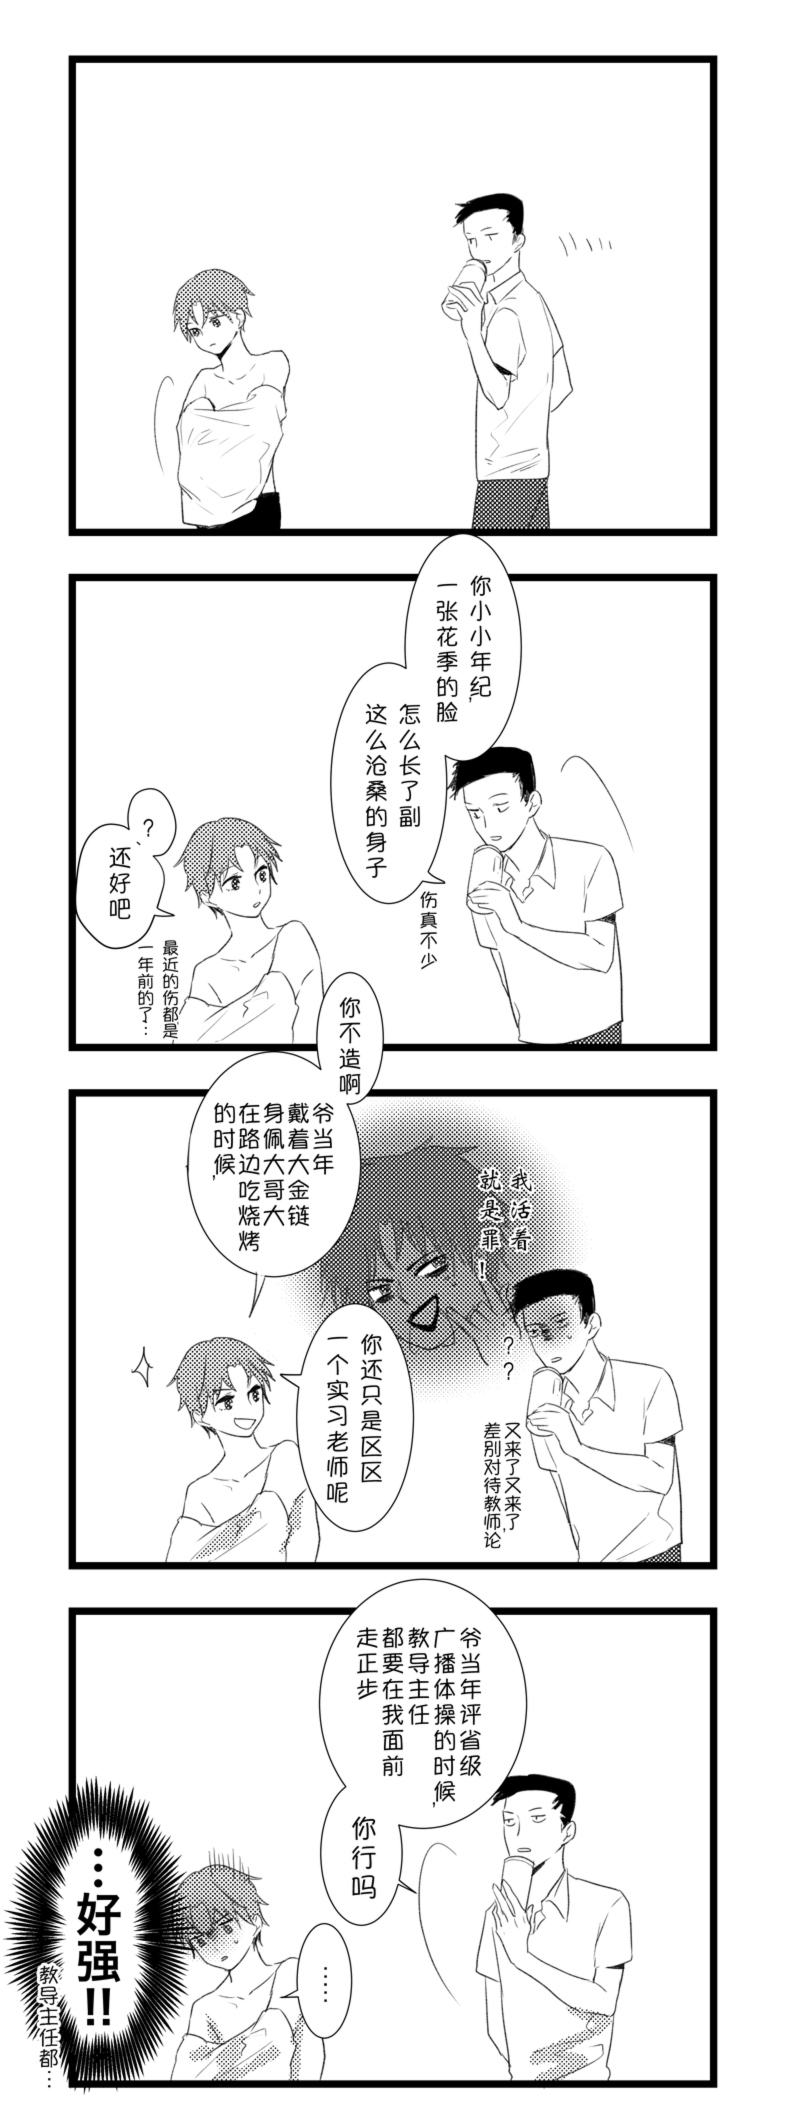 你小小年纪,
一张花季的脸
怎么长了副
这么沧桑的身子
伤真不少
?
还好吧
最近的伤都是
一年前的了…
你不造啊
爷当年
戴着大金链
身佩大哥大
在路边吃烧烤
的时候,
我活着
就是罪!
你还只是区区
一个实习老师呢
??
又来了又来了
差别对待教师论
爷当年评省级
广播体操的时候,
教导主任
都要在我面前
走正步
你行吗
……
…好强!!
教导主任都…